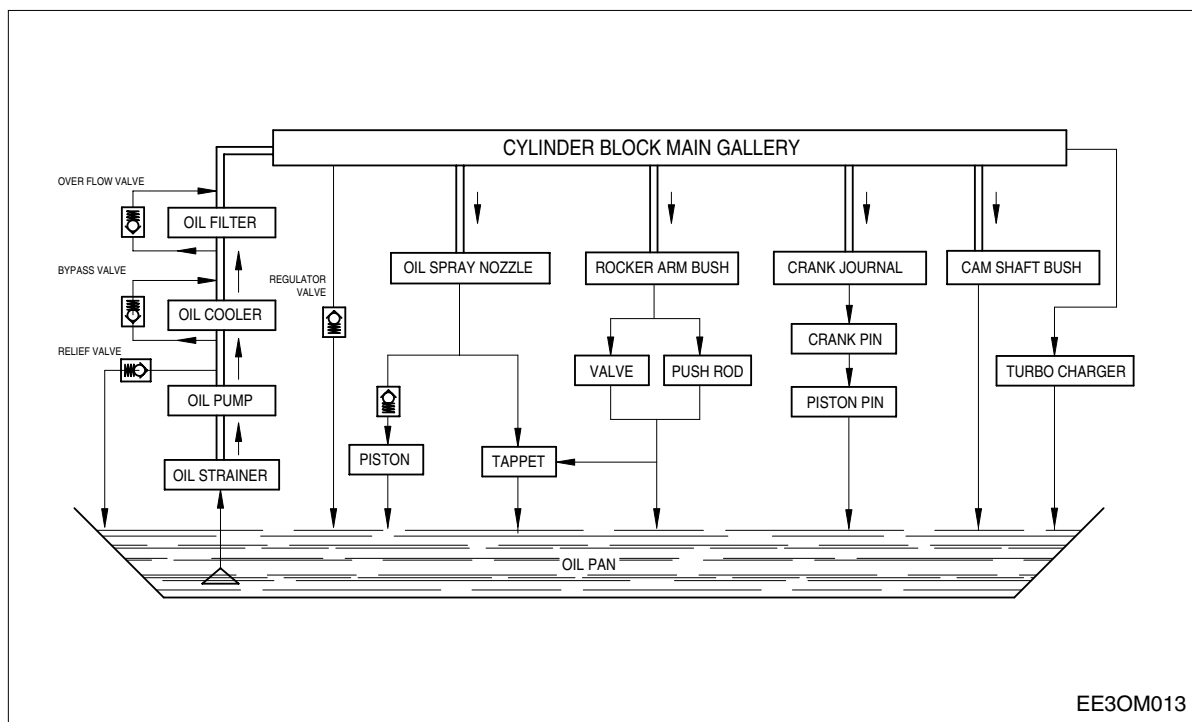 CYLINDER BLOCK MAIN GALLERY
OVER FLOW VALVE
OIL FILTER
BYPASS VALVE
OIL COOLER
RELIEF VALVE
OIL PUMP
OIL STRAINER
REGULATOR
VALVE
OIL SPRAY NOZZLE
ROCKER ARM BUSH
CRANK JOURNAL
CAM SHAFT BUSH
VALVE
PUSH ROD
CRANK PIN
TURBO CHARGER
PISTON PIN
PISTON
TAPPET
OIL PAN
EE3OM013